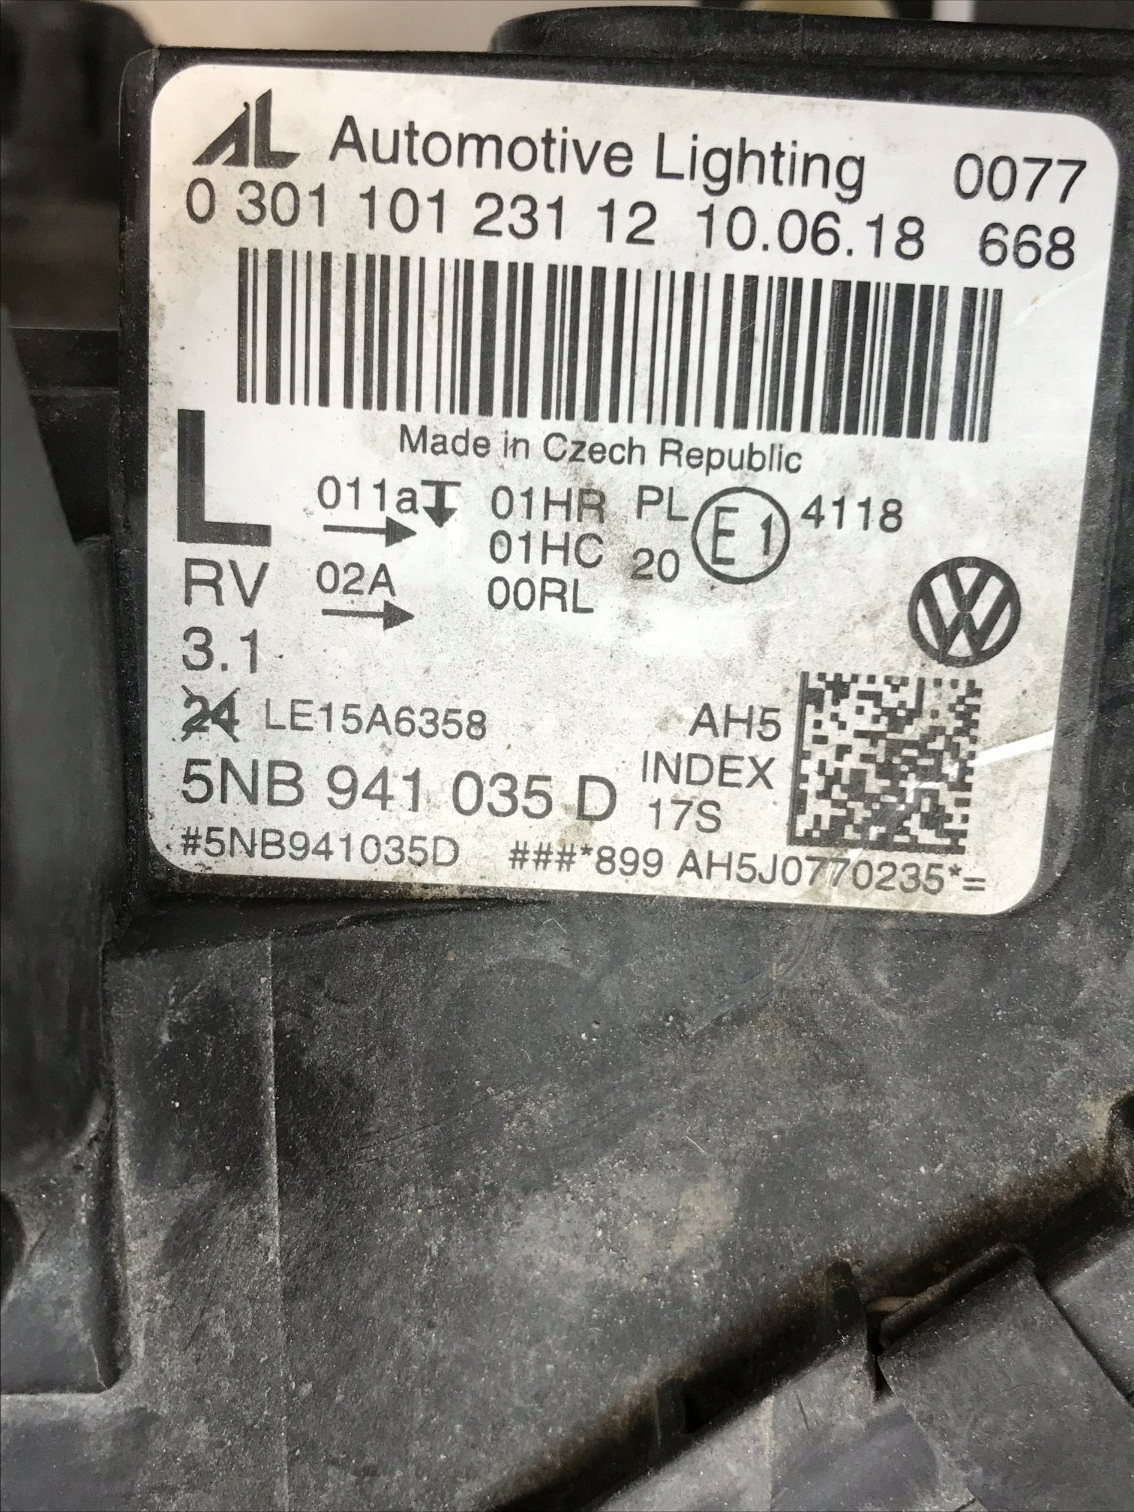 AL Automotive Lighting 0077
0 301 101 231 12 10.06.18 668
Made in Czech Republic
L 011a 01HR PL E1 4118
01HC 20
RV 02A 00RL
3.1
24 LE15A6358 AH5
5NB 941 035 D INDEX
17S
#5NB941035D ###*899 AH5J0770235*=